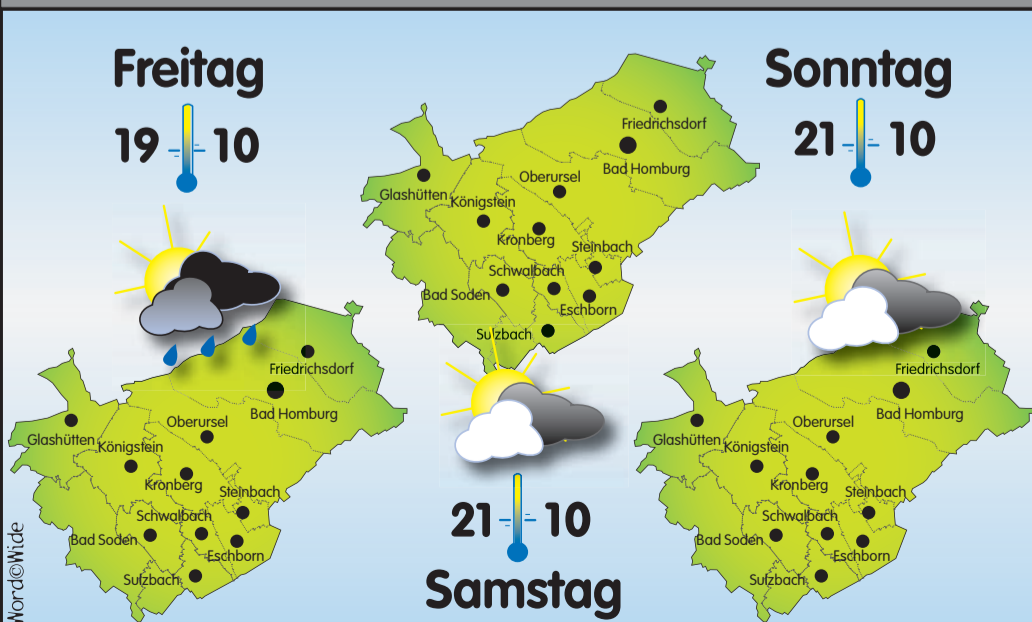 Freitag
19 10
Friedrichsdorf
Bad Homburg
Oberursel
Glashütten
Königstein
Kronberg
Steinbach
Schwalbach
Bad Soden
Eschborn
Sulzbach
Friedrichsdorf
Bad Homburg
Oberursel
Glashütten
Königstein
Kronberg
Steinbach
Schwalbach
Bad Soden
Eschborn
Sulzbach
21 10
Samstag
Sonntag
21 10
Friedrichsdorf
Bad Homburg
Oberursel
Glashütten
Königstein
Kronberg
Steinbach
Schwalbach
Bad Soden
Eschborn
Sulzbach
Word©Wide